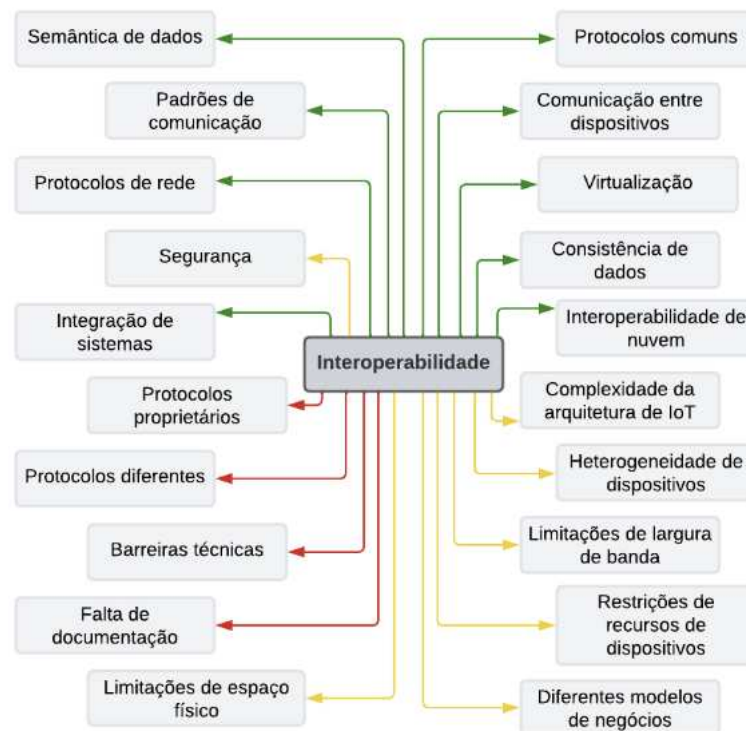 Semântica de dados
Padrões de
comunicação
Protocolos de rede
Segurança
Integração de
sistemas
Protocolos
proprietários
Protocolos diferentes
Barreiras técnicas
Falta de
documentação
Limitações de espaço
físico
Interoperabilidade
Protocolos comuns
Comunicação entre
dispositivos
Virtualização
Consistência de
dados
Interoperabilidade de
nuvem
Complexidade da
arquitetura de IoT
Heterogeneidade de
dispositivos
Limitações de largura
de banda
Restrições de
recursos de
dispositivos
Diferentes modelos
de negócios